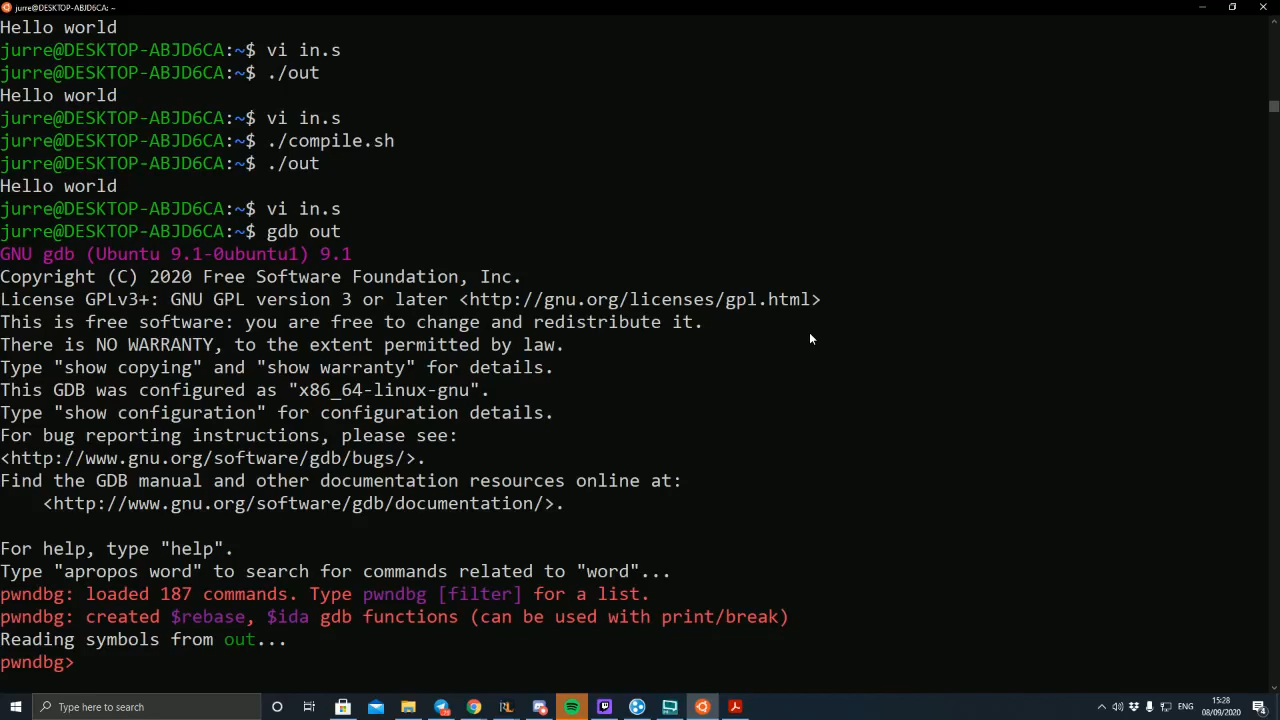 jurre@DESKTOP-ABJD6CA: ~
Hello world
jurre@DESKTOP-ABJD6CA:~$ vi in.s
jurre@DESKTOP-ABJD6CA:~$ ./out
Hello world
jurre@DESKTOP-ABJD6CA:~$ vi in.s
jurre@DESKTOP-ABJD6CA:~$ ./compile.sh
jurre@DESKTOP-ABJD6CA:~$ ./out
Hello world
jurre@DESKTOP-ABJD6CA:~$ vi in.s
jurre@DESKTOP-ABJD6CA:~$ gdb out
GNU gdb (Ubuntu 9.1-0ubuntu1) 9.1
Copyright (C) 2020 Free Software Foundation, Inc.
License GPLv3+: GNU GPL version 3 or later <http://gnu.org/licenses/gpl.html>
This is free software: you are free to change and redistribute it.
There is NO WARRANTY, to the extent permitted by law.
Type "show copying" and "show warranty" for details.
This GDB was configured as "x86_64-linux-gnu".
Type "show configuration" for configuration details.
For bug reporting instructions, please see:
<http://www.gnu.org/software/gdb/bugs/>.
Find the GDB manual and other documentation resources online at:
    <http://www.gnu.org/software/gdb/documentation/>.
For help, type "help".
Type "apropos word" to search for commands related to "word"...
pwndbg: loaded 187 commands. Type pwndbg [filter] for a list.
pwndbg: created $rebase, $ida gdb functions (can be used with print/break)
Reading symbols from out...
pwndbg>
Type here to search
ENG
15:28
08/09/2020